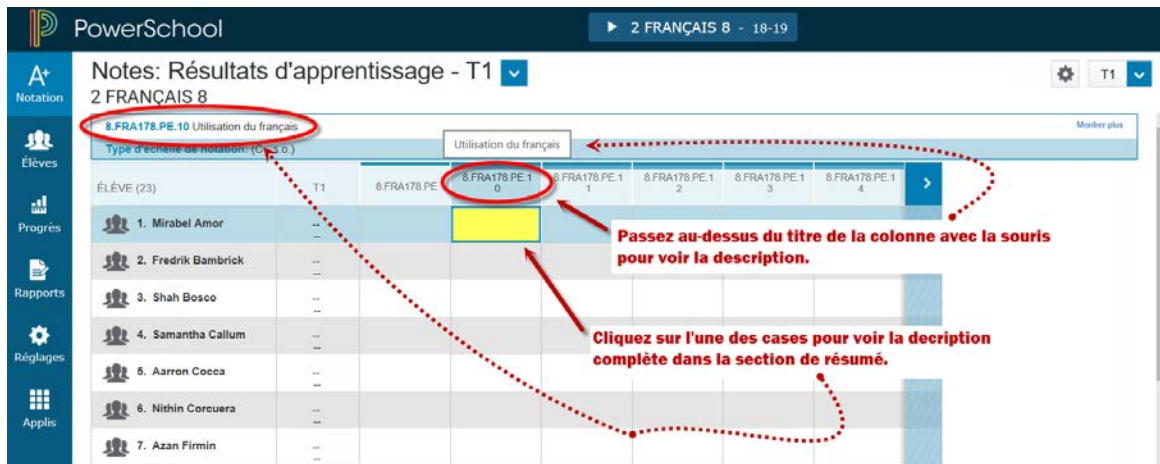 PowerSchool
2 FRANÇAIS 8 - 18-19
A+
Notation
Élèves
Progrès
Rapports
Réglages
Applis
Notes: Résultats d'apprentissage - T1
T1
2 FRANÇAIS 8
8.FRA178.PE.10 Utilisation du français
Montrer plus
Type d'échelle de notation: (C: s.o.)
Utilisation du français
ÉLÈVE (23)
T1
8.FRA178.PE
8.FRA178.PE.1
0
8.FRA178.PE.1
1
8.FRA178.PE.1
2
8.FRA178.PE.1
3
8.FRA178.PE.1
4
1. Mirabel Amor
--
--
2. Fredrik Bambrick
--
--
3. Shah Bosco
--
--
4. Samantha Callum
--
--
5. Aarron Cocca
--
--
6. Nithin Corcuera
--
--
7. Azan Firmin
--
--
Passez au-dessus du titre de la colonne avec la souris
pour voir la description.
Cliquez sur l'une des cases pour voir la decription
complète dans la section de résumé.